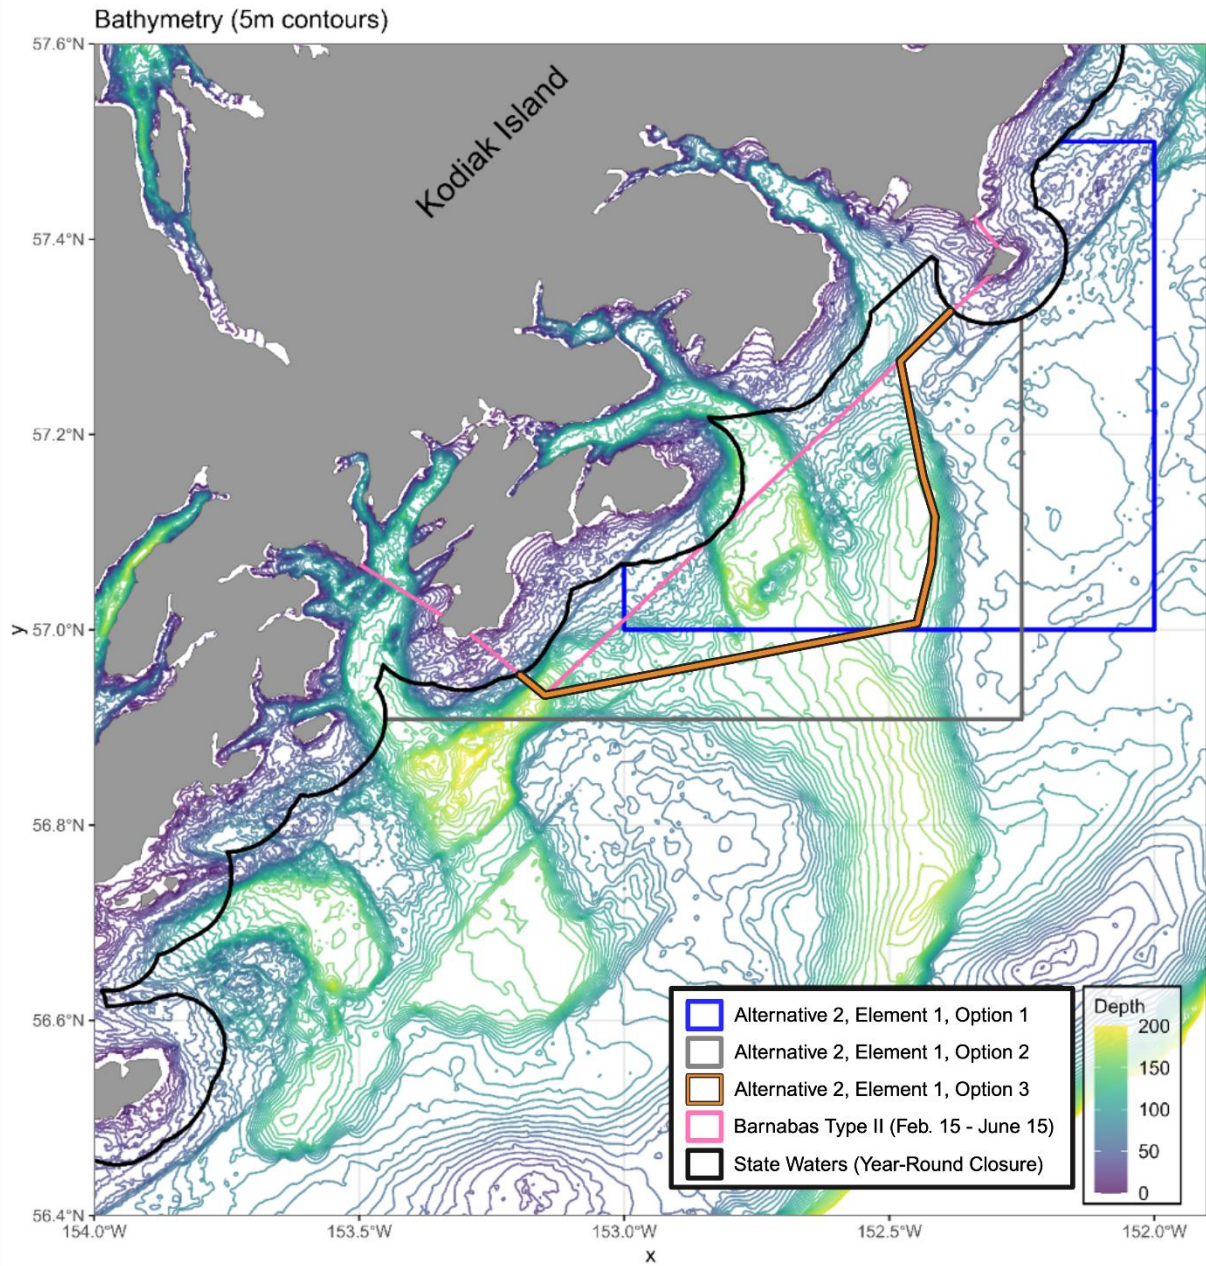 Bathymetry (5m contours)
57.6°N
57.4°N
57.2°N
57.0°N
56.8°N
56.6°N
56.4°N
y
Kodiak Island
Alternative 2, Element 1, Option 1
Alternative 2, Element 1, Option 2
Alternative 2, Element 1, Option 3
Barnabas Type II (Feb. 15 - June 15)
State Waters (Year-Round Closure)
Depth
200
150
100
50
0
154.0°W
153.5°W
153.0°W
152.5°W
152.0°W
x